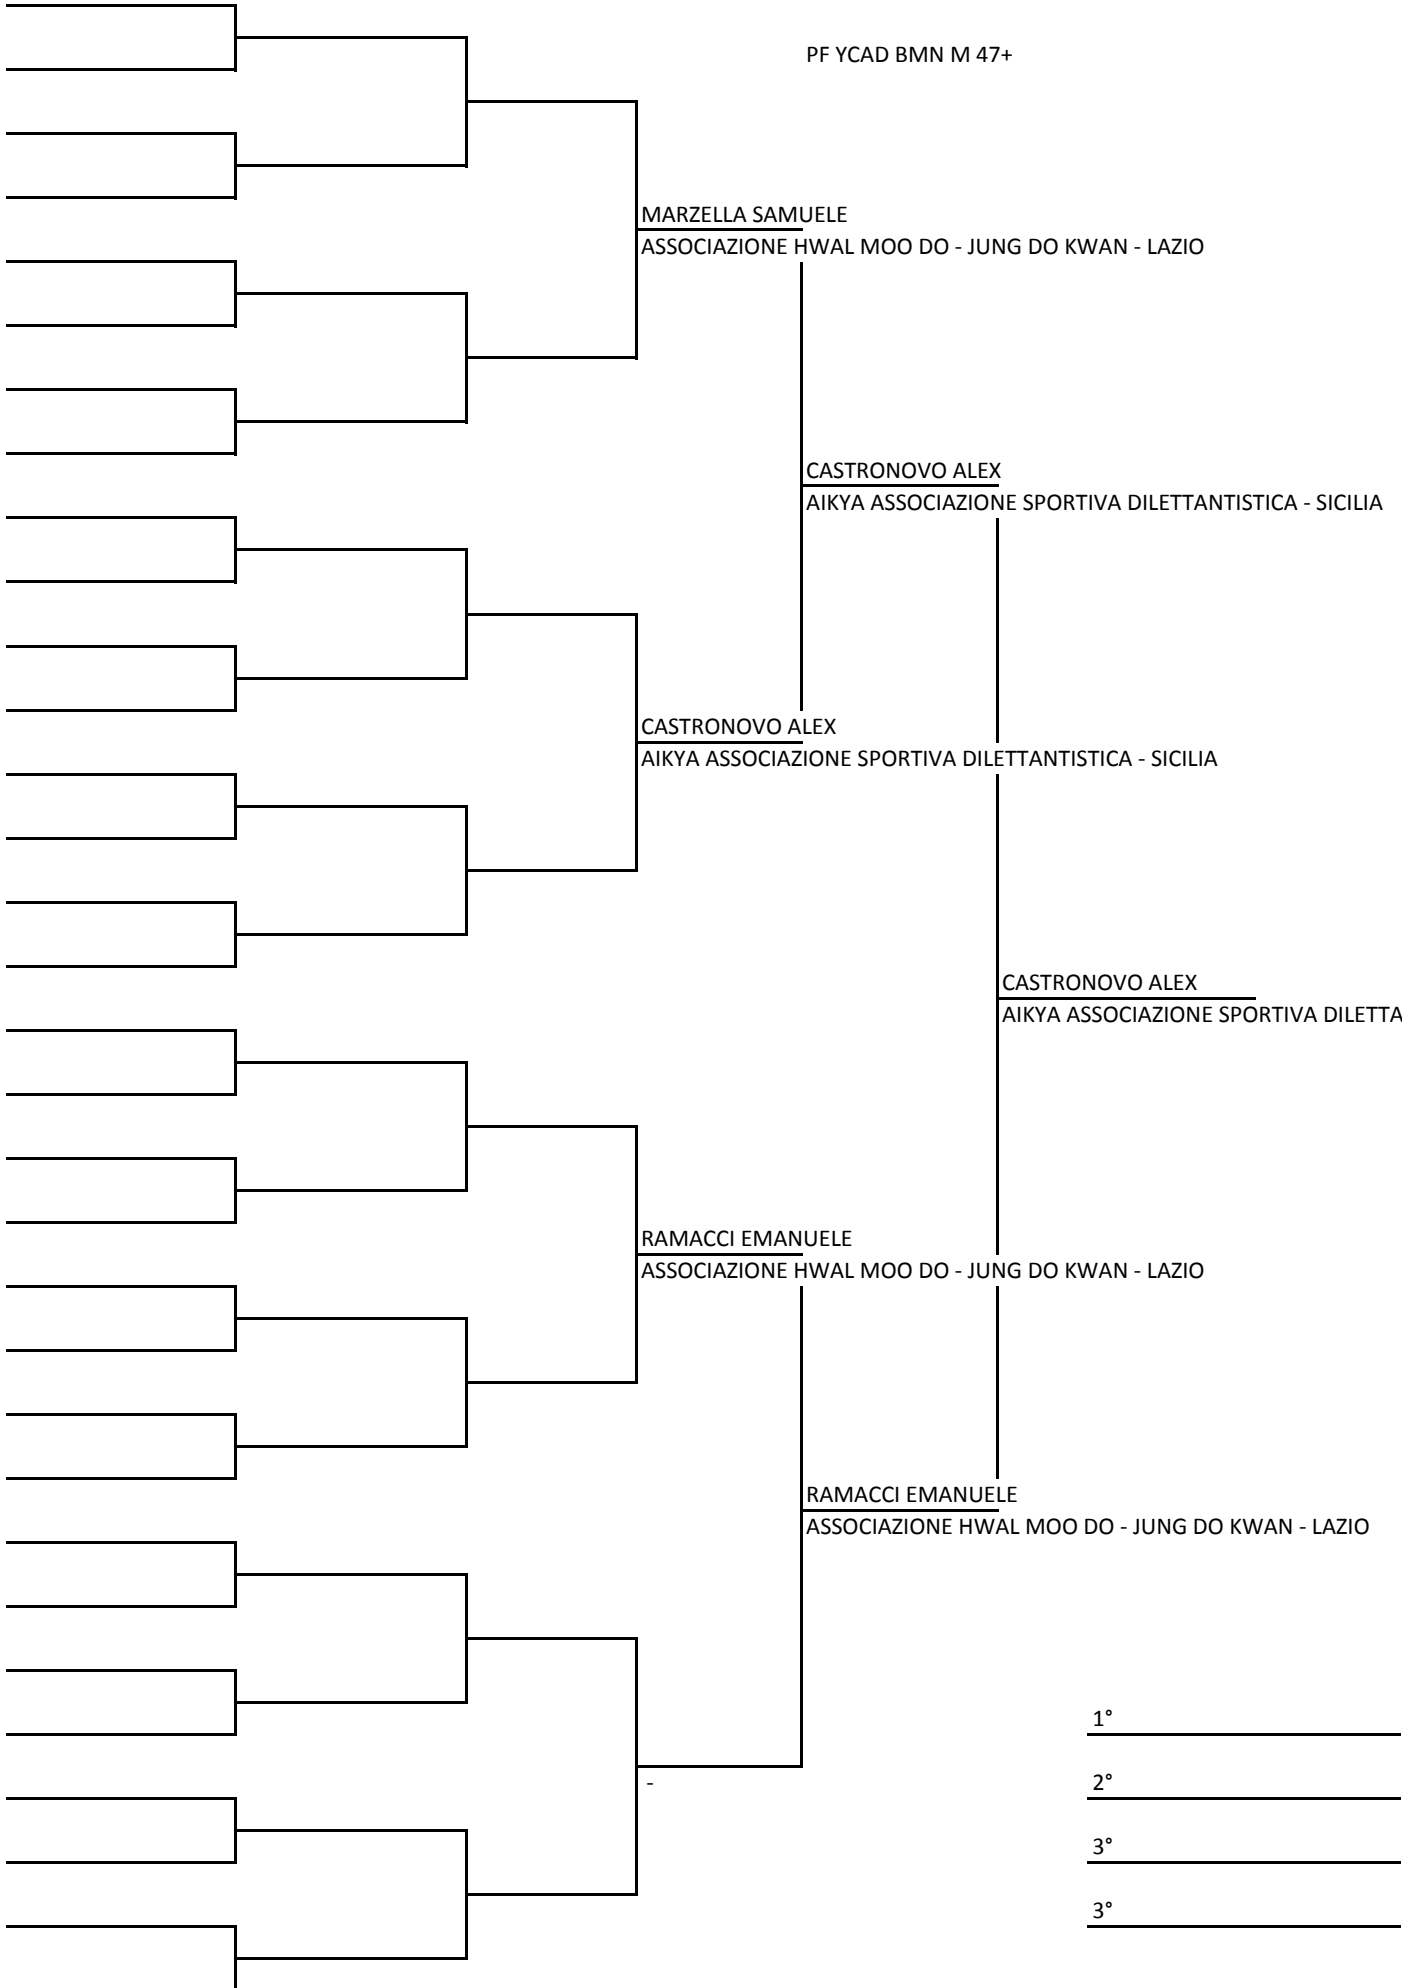 PF YCAD BMN M 47+
MARZELLA SAMUELE
ASSOCIAZIONE HWAL MOO DO - JUNG DO KWAN - LAZIO
CASTRONOVO ALEX
AIKYA ASSOCIAZIONE SPORTIVA DILETTANTISTICA - SICILIA
CASTRONOVO ALEX
AIKYA ASSOCIAZIONE SPORTIVA DILETTANTISTICA - SICILIA
CASTRONOVO ALEX
AIKYA ASSOCIAZIONE SPORTIVA DILETTA
RAMACCI EMANUELE
ASSOCIAZIONE HWAL MOO DO - JUNG DO KWAN - LAZIO
RAMACCI EMANUELE
ASSOCIAZIONE HWAL MOO DO - JUNG DO KWAN - LAZIO
1°
-
2°
3°
3°